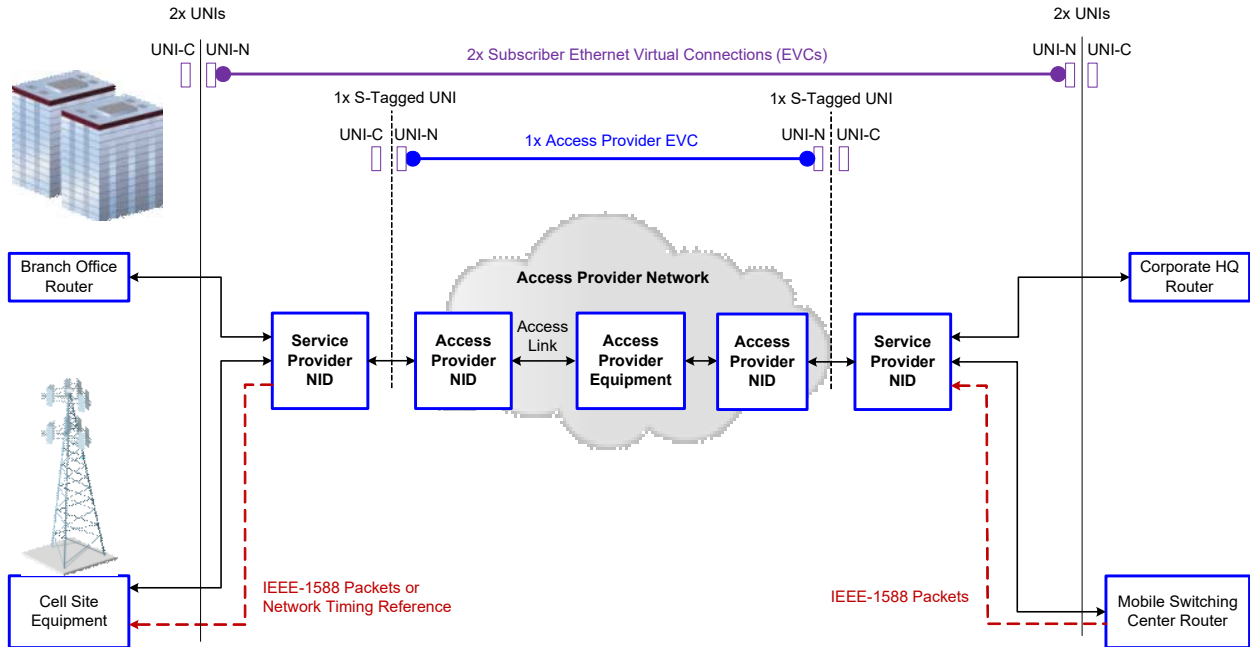 2x UNIs
2x UNIs
UNI-C
UNI-N
2x Subscriber Ethernet Virtual Connections (EVCs)
UNI-N
UNI-C
1x S-Tagged UNI
1x S-Tagged UNI
UNI-C
UNI-N
1x Access Provider EVC
UNI-N
UNI-C
Branch Office
Router
Access Provider Network
Corporate HQ
Router
Service
Provider
NID
Access
Provider
NID
Access
Link
Access
Provider
Equipment
Access
Provider
NID
Service
Provider
NID
IEEE-1588 Packets or
Network Timing Reference
IEEE-1588 Packets
Cell Site
Equipment
Mobile Switching
Center Router